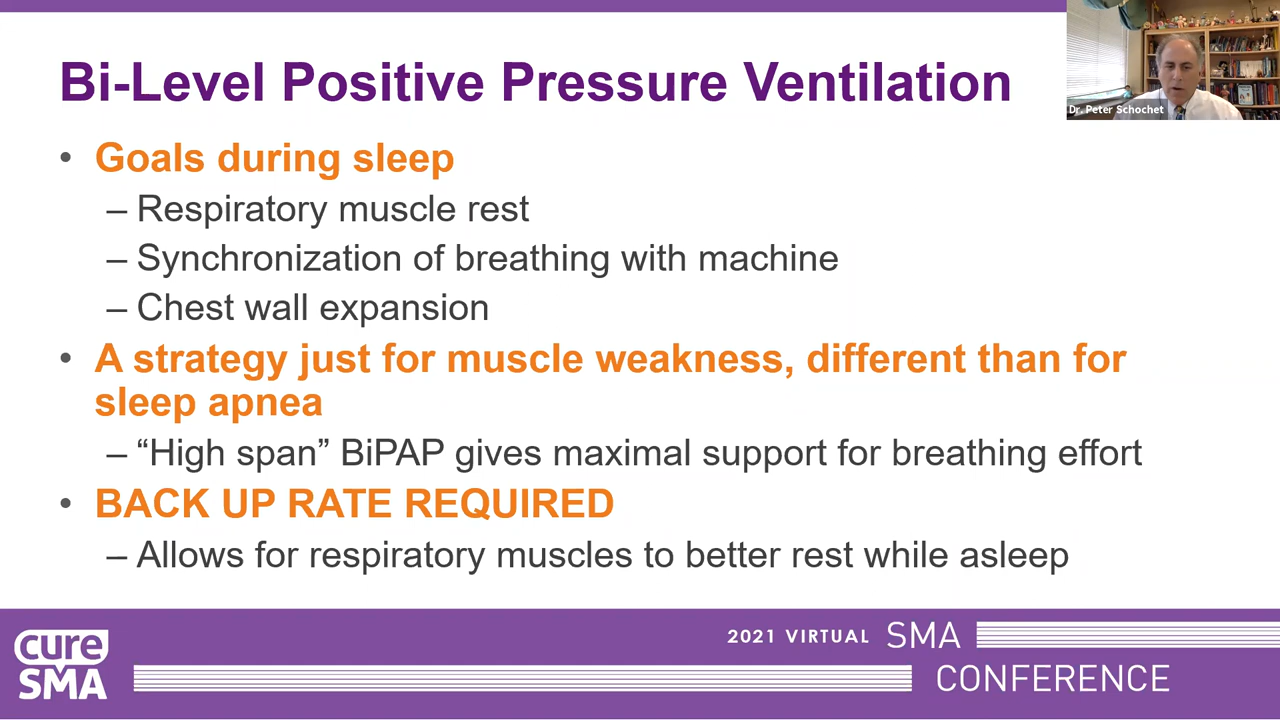 Bi-Level Positive Pressure Ventilation
Dr. Peter Schochet
• Goals during sleep
– Respiratory muscle rest
– Synchronization of breathing with machine
– Chest wall expansion
• A strategy just for muscle weakness, different than for
sleep apnea
– “High span” BiPAP gives maximal support for breathing effort
• BACK UP RATE REQUIRED
– Allows for respiratory muscles to better rest while asleep
cure
SMA
2021 VIRTUAL SMA
CONFERENCE